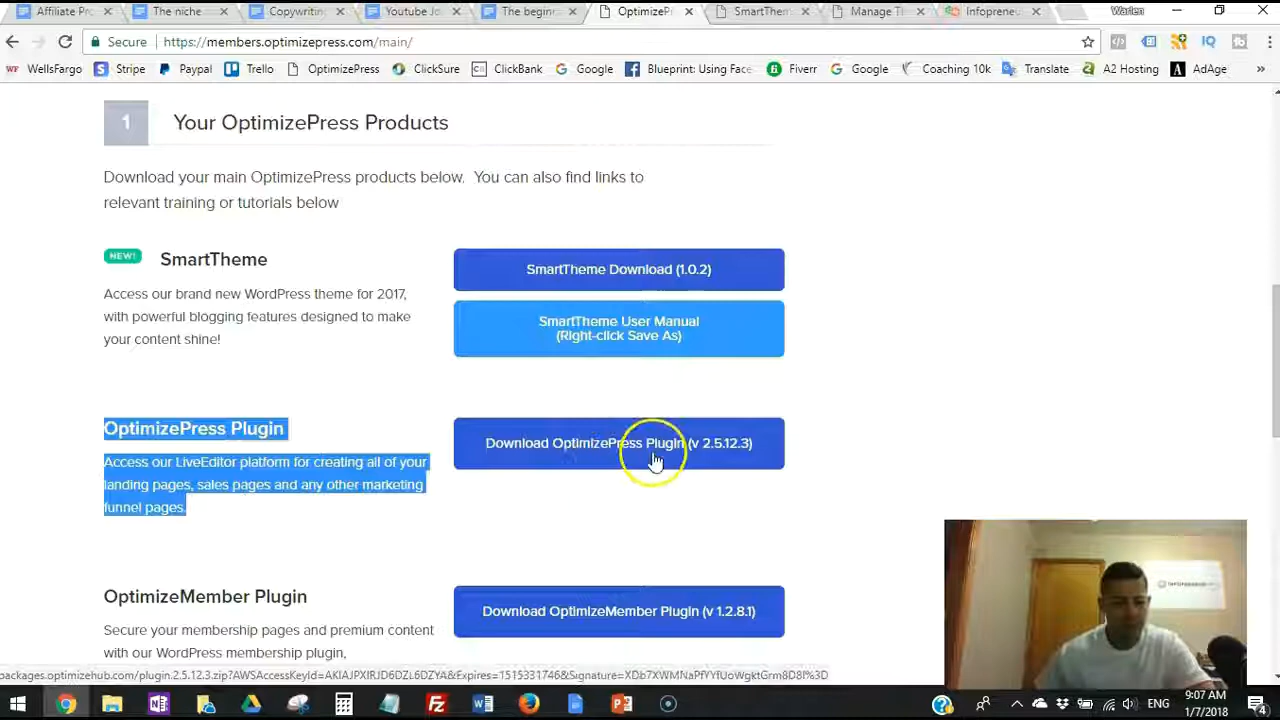 Affiliate Pro
The niche
Copywriting
Youtube Jo
The begin
OptimizePr
SmartThem
Manage Th
Infopreneu
Warlen
Secure
https://members.optimizepress.com/main/
WellsFargo
Stripe
Paypal
Trello
OptimizePress
ClickSure
ClickBank
Google
Blueprint: Using Face
Fiverr
Google
Coaching 10k
Translate
A2 Hosting
AdAge
1
Your OptimizePress Products
Download your main OptimizePress products below. You can also find links to
relevant training or tutorials below
NEW!
SmartTheme
Access our brand new WordPress theme for 2017,
with powerful blogging features designed to make
your content shine!
SmartTheme Download (1.0.2)
SmartTheme User Manual
(Right-click Save As)
OptimizePress Plugin
Access our LiveEditor platform for creating all of your
landing pages, sales pages and any other marketing
funnel pages.
Download OptimizePress Plugin (v 2.5.12.3)
OptimizeMember Plugin
Secure your membership pages and premium content
with our WordPress membership plugin,
Download OptimizeMember Plugin (v 1.2.8.1)
ENG
9:07 AM
1/7/2018